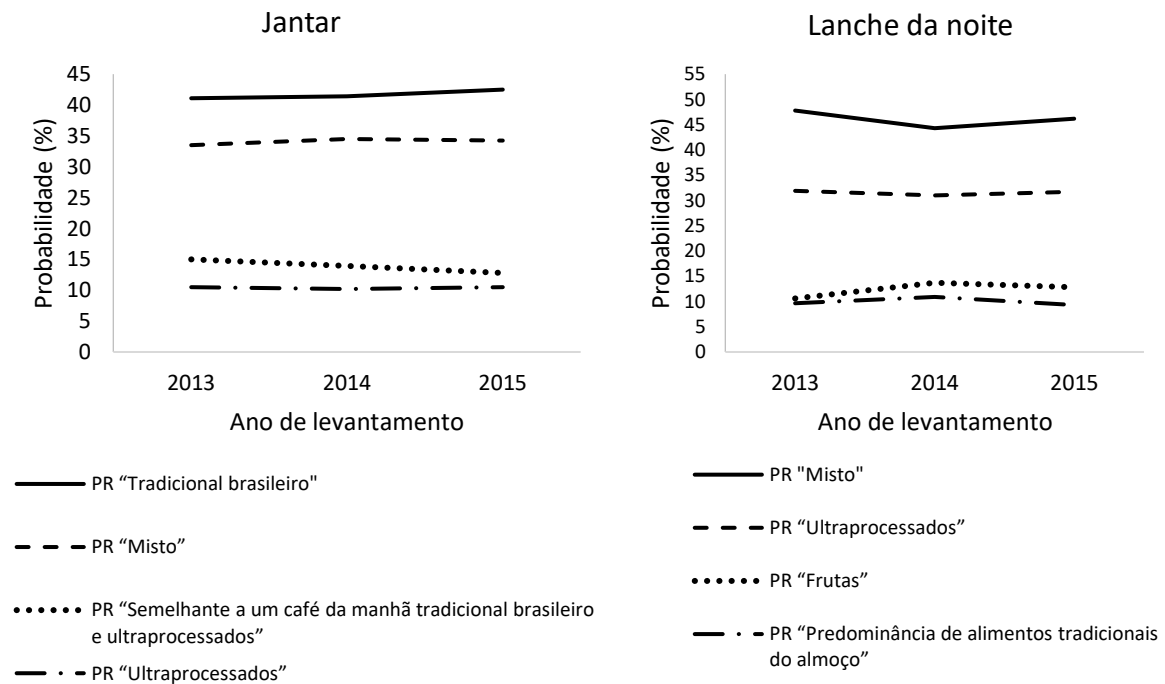 Jantar
Probabilidade (%)
45
40
35
30
25
20
15
10
5
0
2013 2014 2015
Ano de levantamento
PR “Tradicional brasileiro"
PR “Misto”
PR “Semelhante a um café da manhã tradicional brasileiro
e ultraprocessados”
PR “Ultraprocessados”
Lanche da noite
Probabilidade (%)
55
50
45
40
35
30
25
20
15
10
5
0
2013 2014 2015
Ano de levantamento
PR "Misto"
PR “Ultraprocessados”
PR “Frutas”
PR “Predominância de alimentos tradicionais
do almoço”